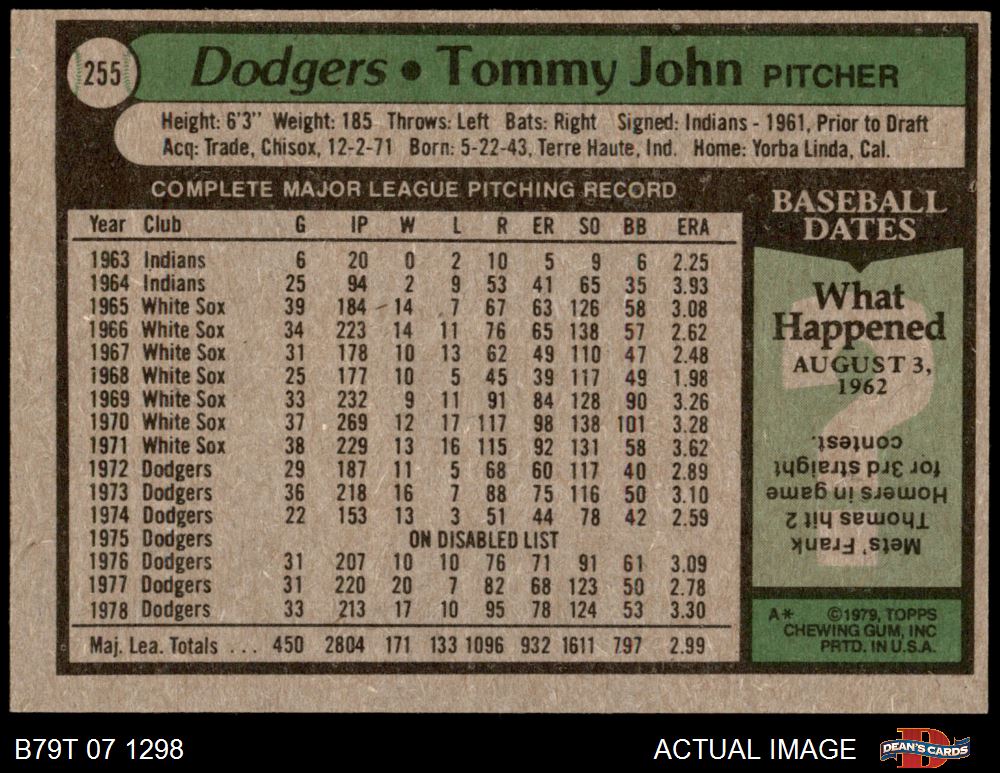 255
Dodgers • Tommy John PITCHER
Height: 6'3" Weight: 185 Throws: Left Bats: Right Signed: Indians - 1961, Prior to Draft
Acq: Trade, Chisox, 12-2-71 Born: 5-22-43, Terre Haute, Ind. Home: Yorba Linda, Cal.
COMPLETE MAJOR LEAGUE PITCHING RECORD
Year Club G IP W L R ER SO BB ERA
1963 Indians 6 20 0 2 10 5 9 6 2.25
1964 Indians 25 94 2 9 53 41 65 35 3.93
1965 White Sox 39 184 14 7 67 63 126 58 3.08
1966 White Sox 34 223 14 11 76 65 138 57 2.62
1967 White Sox 31 178 10 13 62 49 110 47 2.48
1968 White Sox 25 177 10 5 45 39 117 49 1.98
1969 White Sox 33 232 9 11 91 84 128 90 3.26
1970 White Sox 37 269 12 17 117 98 138 101 3.28
1971 White Sox 38 229 13 16 115 92 131 58 3.62
1972 Dodgers 29 187 11 5 68 60 117 40 2.89
1973 Dodgers 36 218 16 7 88 75 116 50 3.10
1974 Dodgers 22 153 13 3 51 44 78 42 2.59
1975 Dodgers ON DISABLED LIST
1976 Dodgers 31 207 10 10 76 71 91 61 3.09
1977 Dodgers 31 220 20 7 82 68 123 50 2.78
1978 Dodgers 33 213 17 10 95 78 124 53 3.30
Maj. Lea. Totals ... 450 2804 171 133 1096 932 1611 797 2.99
BASEBALL
DATES
What
Happened
AUGUST 3,
1962
Mets' Frank
Thomas hit 2
Homers in game
for 3rd straight
contest.
A* ©1979, TOPPS
CHEWING GUM, INC
PRTD. IN U.S.A.
B79T 07 1298
ACTUAL IMAGE
DEAN'S CARDS